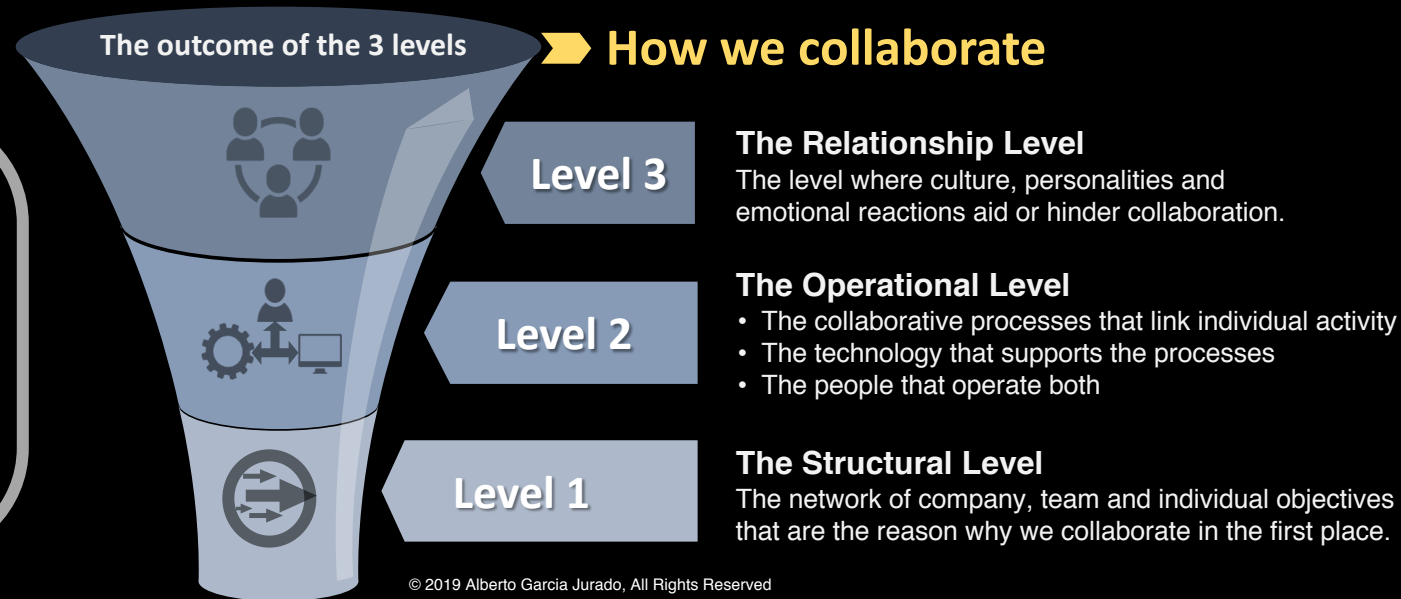 The outcome of the 3 levels
How we collaborate
Level 3
The Relationship Level
The level where culture, personalities and
emotional reactions aid or hinder collaboration.
Level 2
The Operational Level
• The collaborative processes that link individual activity
• The technology that supports the processes
• The people that operate both
Level 1
The Structural Level
The network of company, team and individual objectives
that are the reason why we collaborate in the first place.
© 2019 Alberto Garcia Jurado, All Rights Reserved